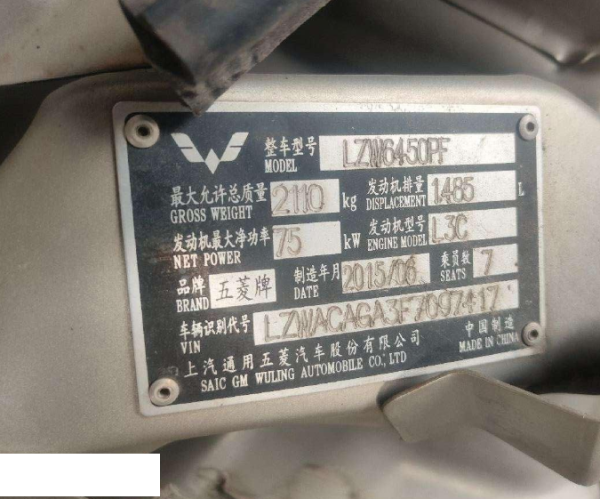 整车型号 LZW6450PF
MODEL
最大允许总质量 2110 kg 发动机排量 1485 L
GROSS WEIGHT DISPLACEMENT
发动机最大净功率 75 kW 发动机型号 L3C
NET POWER ENGINE MODEL
品牌 五菱牌 制造年月 2015/06 乘员数 7
BRAND DATE SEATS
车辆识别代号 LZWACAGA3F7097417
VIN
上汽通用五菱汽车股份有限公司 中国制造
SAIC GM WULING AUTOMOBILE CO., LTD MADE IN CHINA